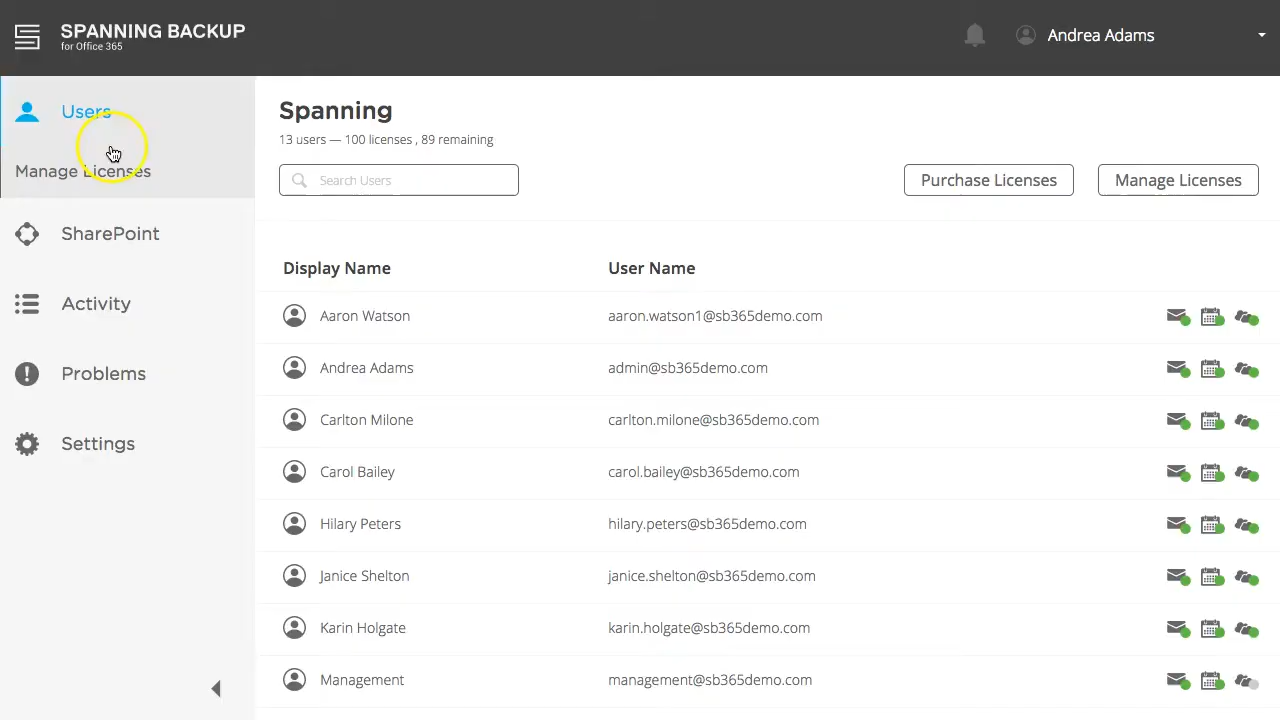 SPANNING BACKUP
for Office 365
Andrea Adams
Users
Manage Licenses
SharePoint
Activity
Problems
Settings
Spanning
13 users — 100 licenses , 89 remaining
Search Users
Purchase Licenses
Manage Licenses
Display Name User Name
Aaron Watson aaron.watson1@sb365demo.com
Andrea Adams admin@sb365demo.com
Carlton Milone carlton.milone@sb365demo.com
Carol Bailey carol.bailey@sb365demo.com
Hilary Peters hilary.peters@sb365demo.com
Janice Shelton janice.shelton@sb365demo.com
Karin Holgate karin.holgate@sb365demo.com
Management management@sb365demo.com